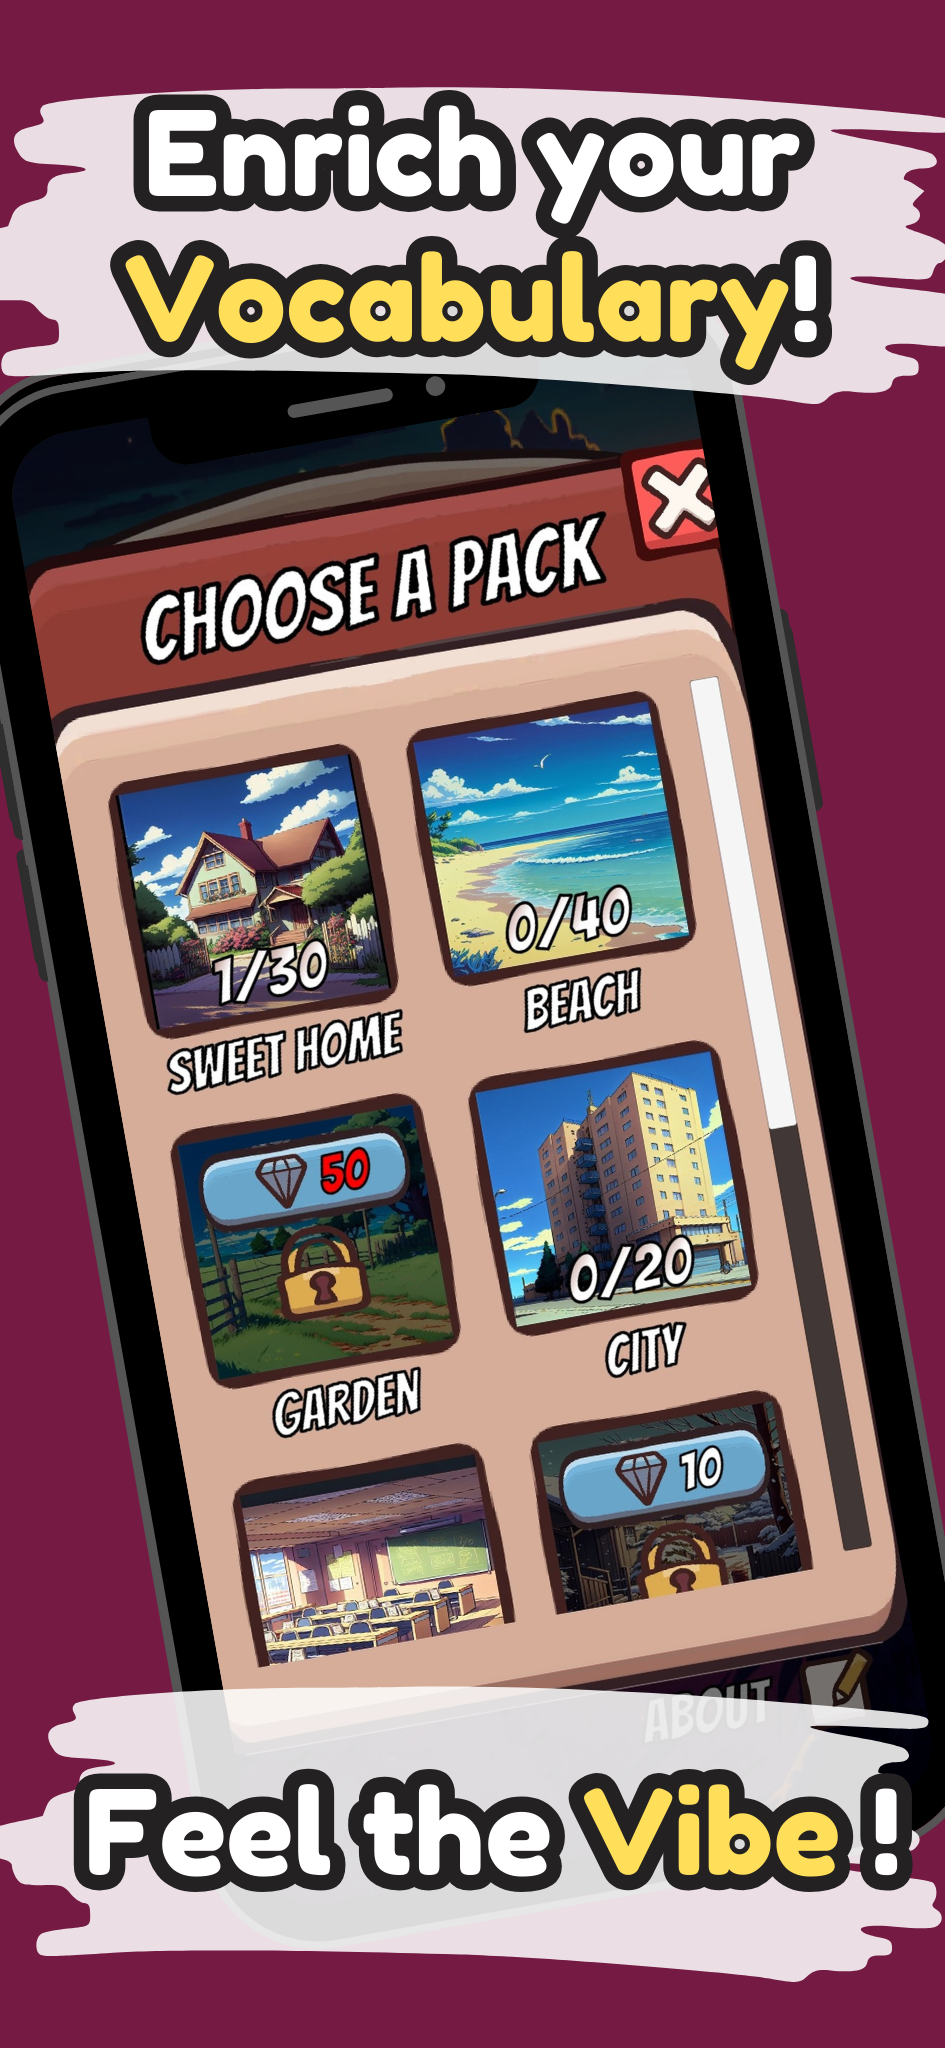 Enrich your
Vocabulary!
CHOOSE A PACK
1/30
0/40
SWEET HOME
BEACH
50
0/20
GARDEN
CITY
10
ABOUT
Feel the Vibe!